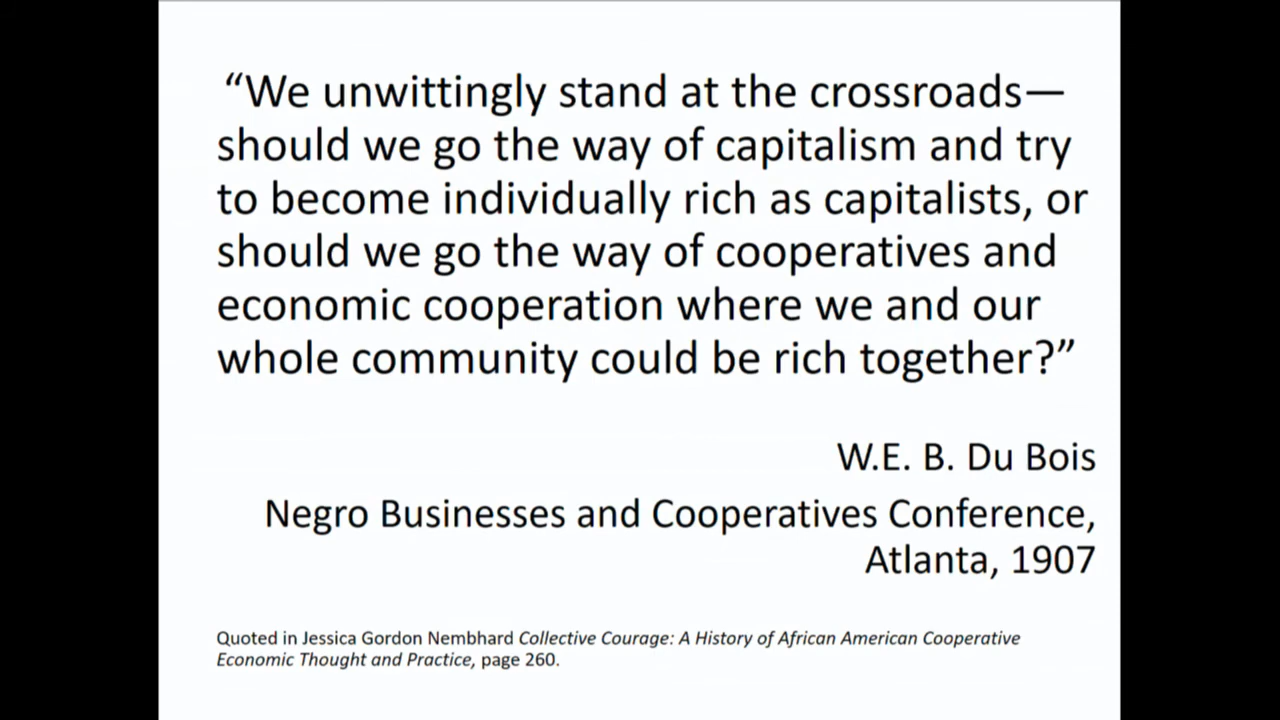 “We unwittingly stand at the crossroads—
should we go the way of capitalism and try
to become individually rich as capitalists, or
should we go the way of cooperatives and
economic cooperation where we and our
whole community could be rich together?”
W.E. B. Du Bois
Negro Businesses and Cooperatives Conference,
Atlanta, 1907
Quoted in Jessica Gordon Nembhard Collective Courage: A History of African American Cooperative
Economic Thought and Practice, page 260.